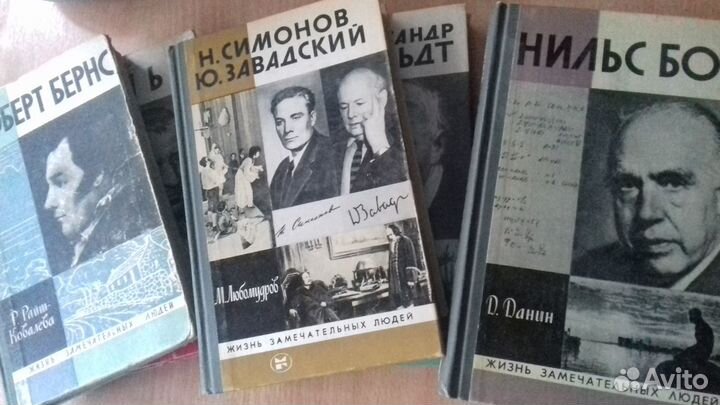 ОБЕРТ БЕРНС
Р. Райт-
Ковалева
ЖИЗНЬ ЗАМЕЧАТЕЛЬНЫХ ЛЮДЕЙ
ТЬ
Н. СИМОНОВ
Ю. ЗАВАДСКИЙ
М. Любомудров
ЖИЗНЬ ЗАМЕЧАТЕЛЬНЫХ ЛЮДЕЙ
АНДР
ЬДТ
НИЛЬС БО
Д. Данин
ЖИЗНЬ ЗАМЕЧАТЕЛЬНЫХ ЛЮДЕЙ
Avito